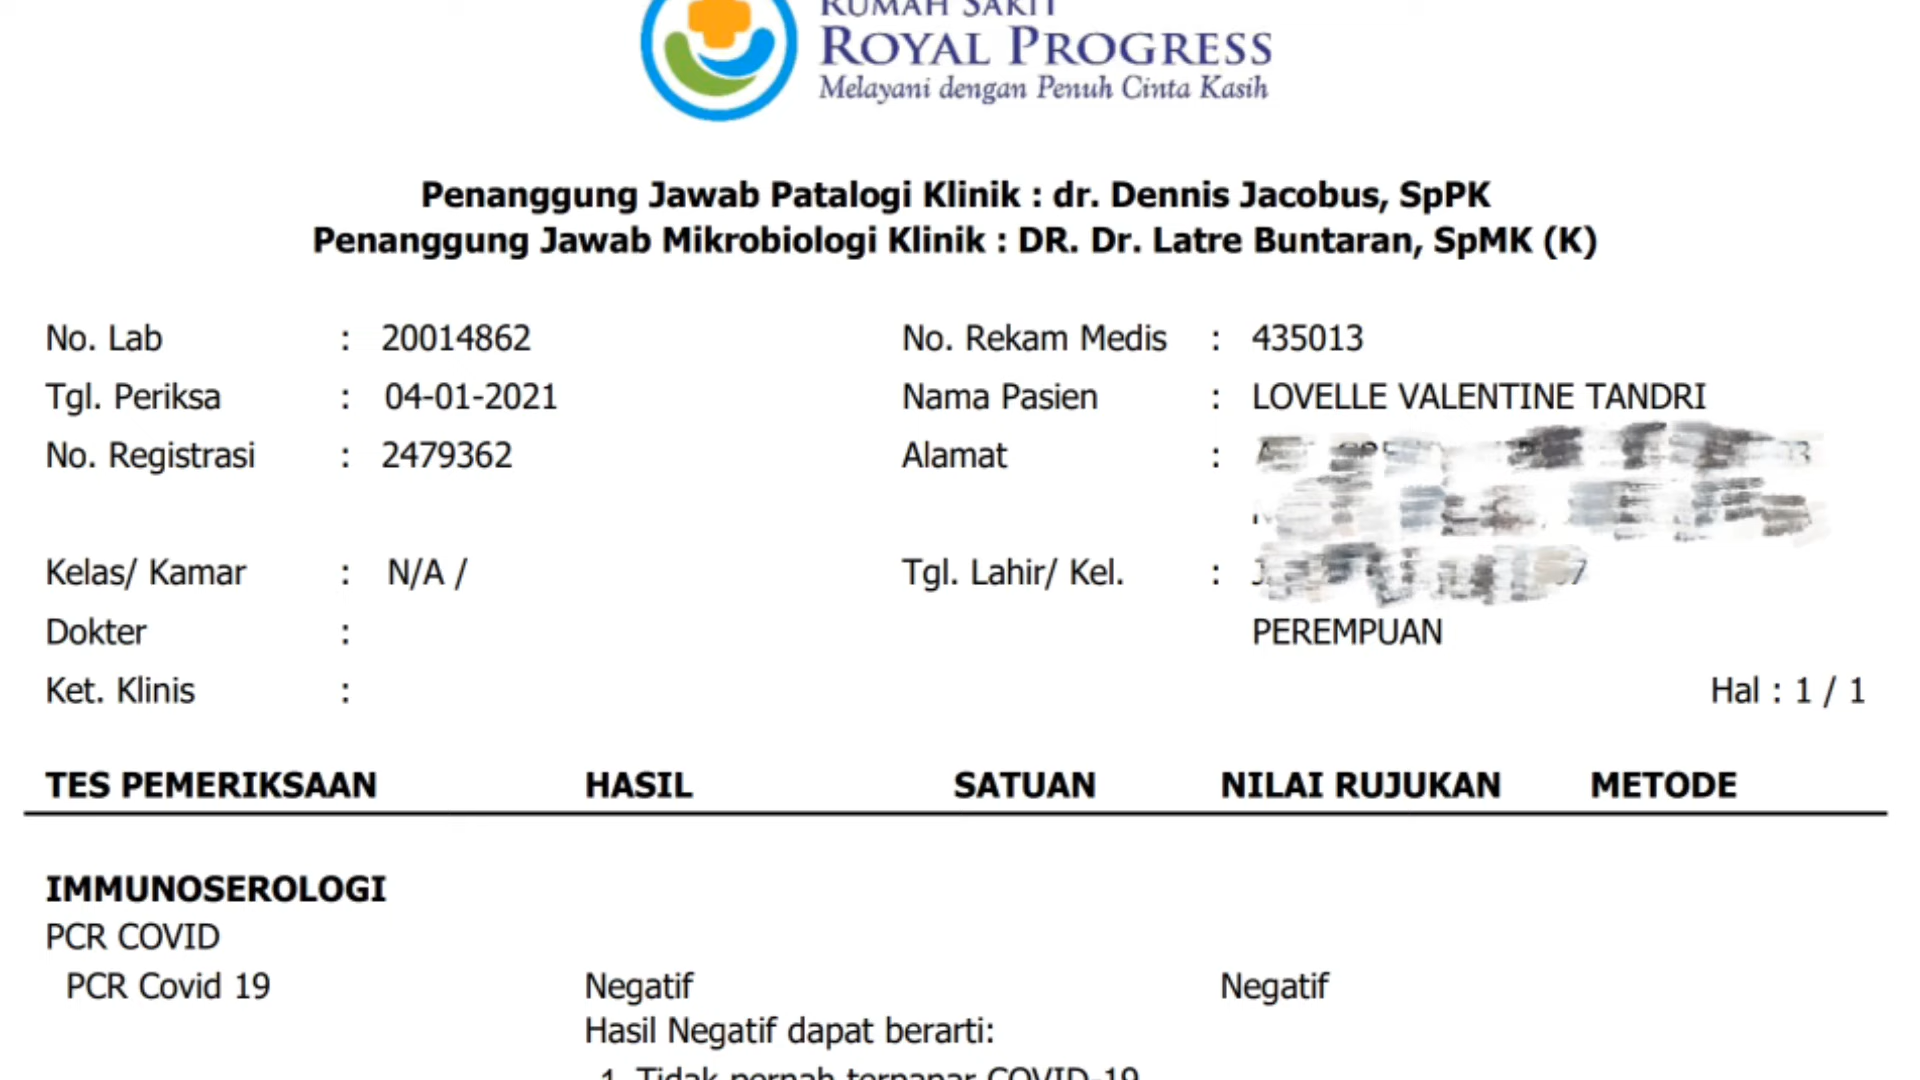 RUMAH SAKIT
ROYAL PROGRESS
Melayani dengan Penuh Cinta Kasih
Penanggung Jawab Patalogi Klinik : dr. Dennis Jacobus, SpPK
Penanggung Jawab Mikrobiologi Klinik : DR. Dr. Latre Buntaran, SpMK (K)
No. Lab : 20014862 No. Rekam Medis : 435013
Tgl. Periksa : 04-01-2021 Nama Pasien : LOVELLE VALENTINE TANDRI
No. Registrasi : 2479362 Alamat :
Kelas/ Kamar : N/A / Tgl. Lahir/ Kel. :
Dokter : PEREMPUAN
Ket. Klinis : Hal : 1 / 1
TES PEMERIKSAAN HASIL SATUAN NILAI RUJUKAN METODE
IMMUNOSEROLOGI
PCR COVID
PCR Covid 19 Negatif Negatif
Hasil Negatif dapat berarti:
1. Tidak pernah terpapar COVID-19